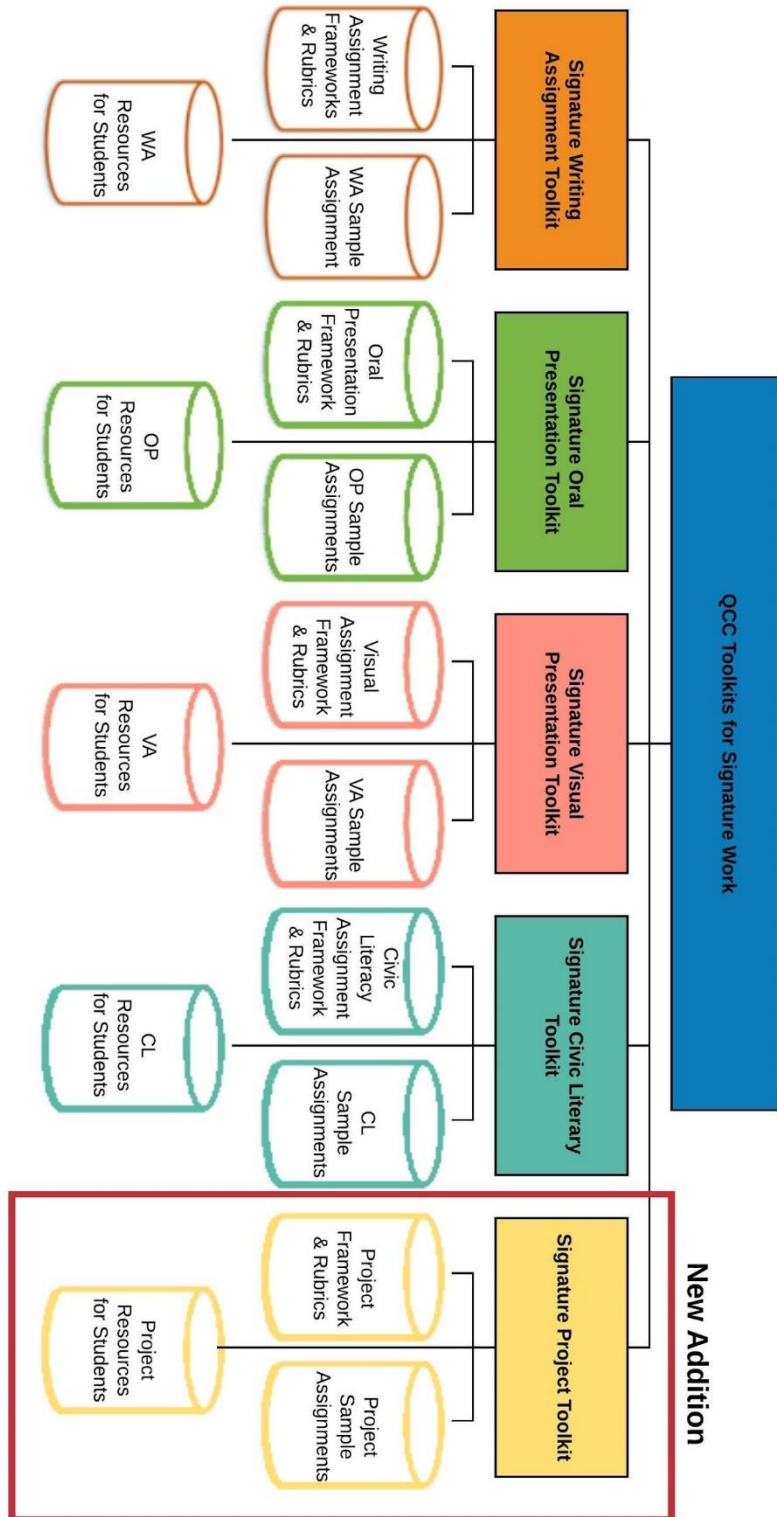 QCC Toolkits for Signature Work
New Addition
Signature Writing
Assignment Toolkit
Signature Oral
Presentation Toolkit
Signature Visual
Presentation Toolkit
Signature Civic Literary
Toolkit
Signature Project Toolkit
Writing
Assignment
Frameworks
& Rubrics
WA Sample
Assignment
Oral
Presentation
Framework
& Rubrics
OP Sample
Assignments
Visual
Assignment
Framework
& Rubrics
VA Sample
Assignments
Civic
Literacy
Assignment
Framework
& Rubrics
CL
Sample
Assignments
Project
Framework
& Rubrics
Project
Sample
Assignments
WA
Resources
for Students
OP
Resources
for Students
VA
Resources
for Students
CL
Resources
for Students
Project
Resources
for Students